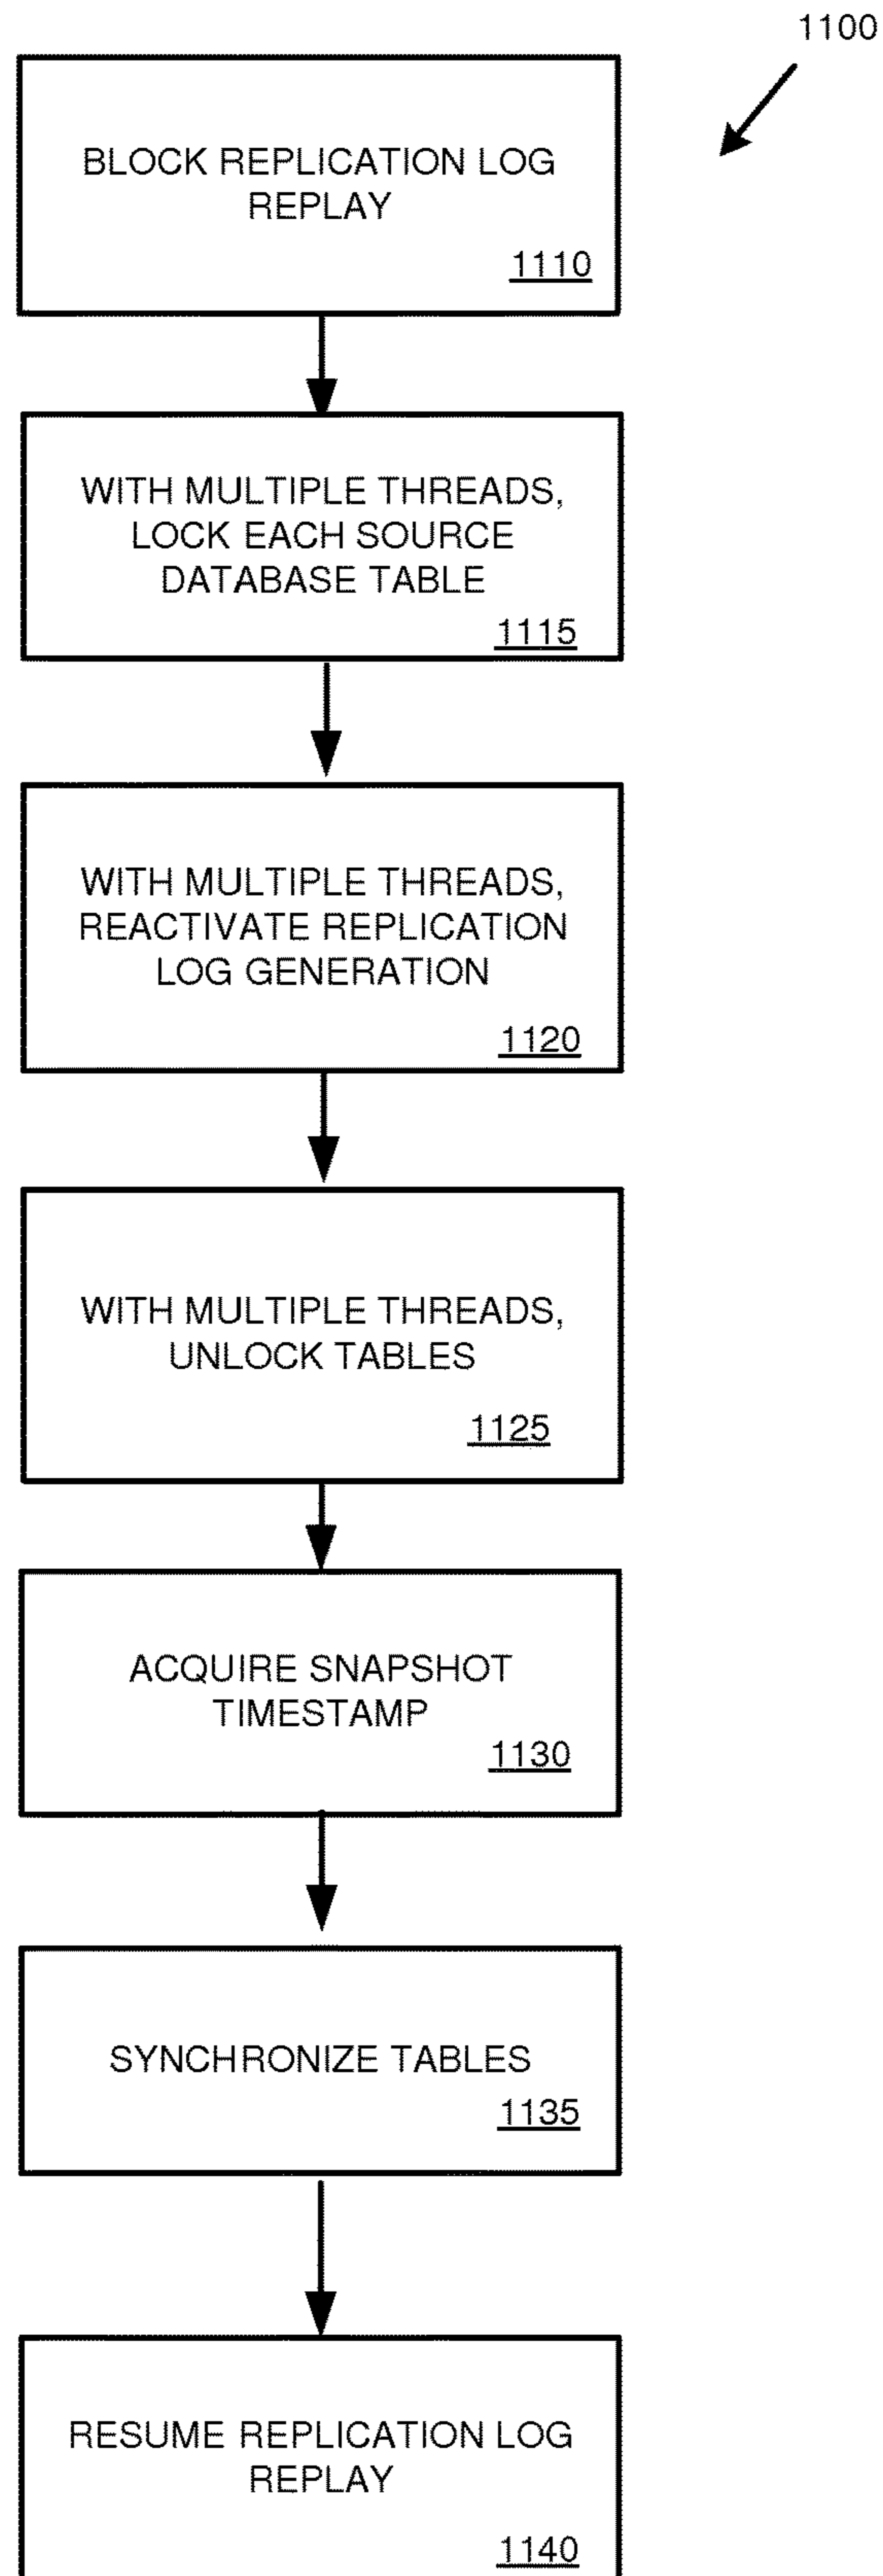 1100
BLOCK REPLICATION LOG
REPLAY
1110
WITH MULTIPLE THREADS,
LOCK EACH SOURCE
DATABASE TABLE
1115
WITH MULTIPLE THREADS,
REACTIVATE REPLICATION
LOG GENERATION
1120
WITH MULTIPLE THREADS,
UNLOCK TABLES
1125
ACQUIRE SNAPSHOT
TIMESTAMP
1130
SYNCHRONIZE TABLES
1135
RESUME REPLICATION LOG
REPLAY
1140